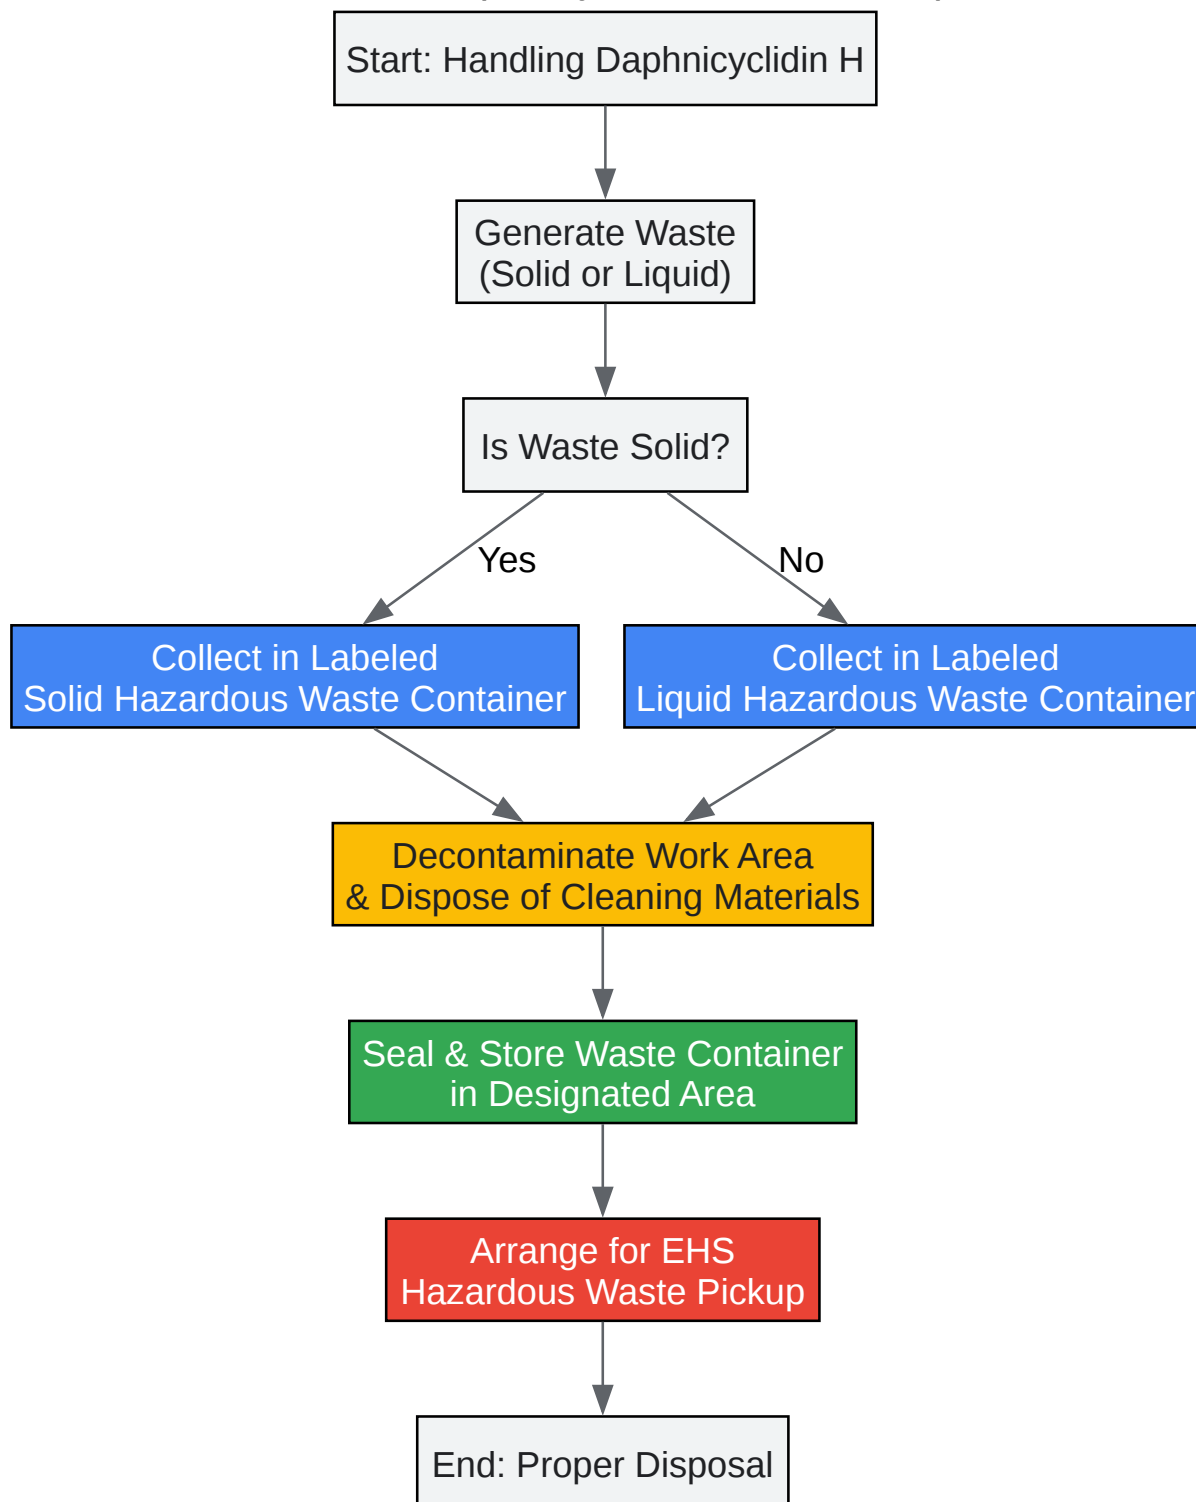 Start: Handling Daphnicyclidin H
Generate Waste
(Solid or Liquid)
Is Waste Solid?
Yes
No
Collect in Labeled
Solid Hazardous Waste Container
Collect in Labeled
Liquid Hazardous Waste Container
Decontaminate Work Area
& Dispose of Cleaning Materials
Seal & Store Waste Container
in Designated Area
Arrange for EHS
Hazardous Waste Pickup
End: Proper Disposal